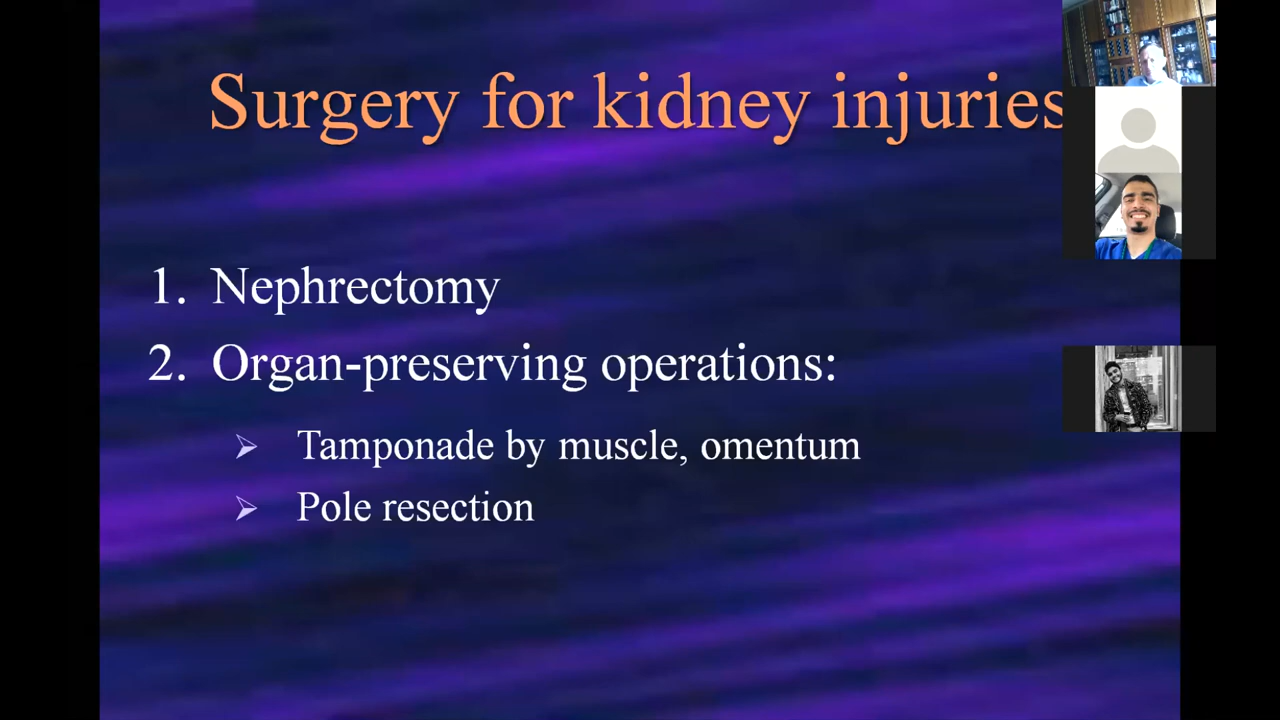 Surgery for kidney injuries
1. Nephrectomy
2. Organ-preserving operations:
Tamponade by muscle, omentum
Pole resection